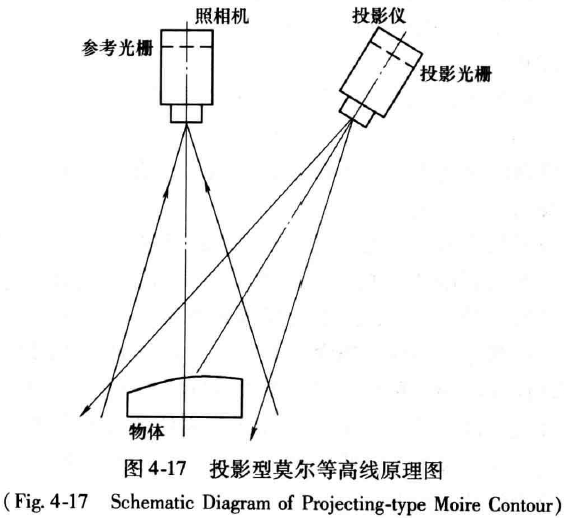 照相机
投影仪
参考光栅
投影光栅
物体
图 4-17 投影型莫尔等高线原理图
( Fig. 4-17 Schematic Diagram of Projecting-type Moire Contour)